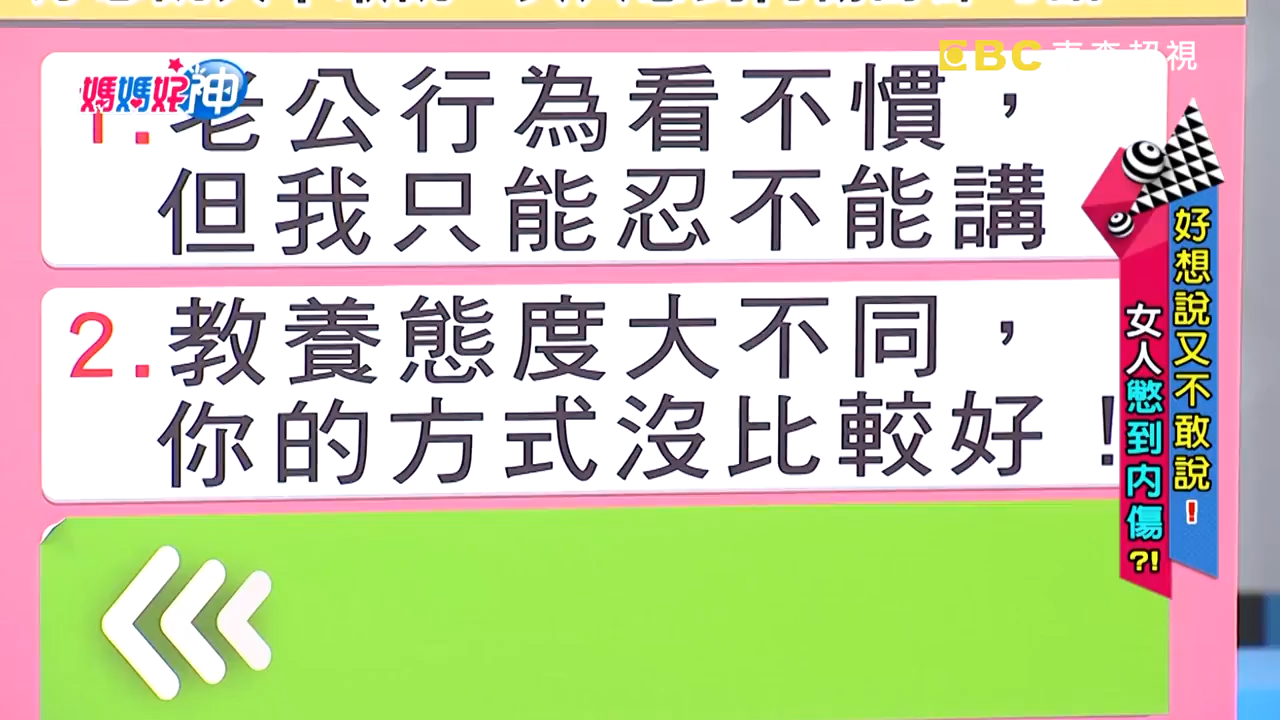 媽媽好神
EBC 東森超視
1.老公行為看不慣，
但我只能忍不能講
2.教養態度大不同，
你的方式沒比較好！
好想說又不敢說！
女人憋到內傷?!